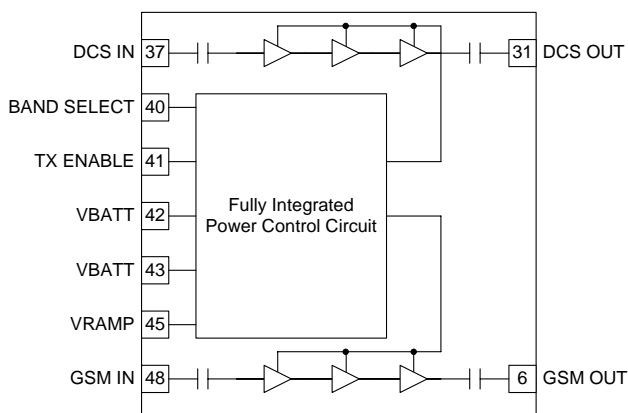 DCS IN 37 31 DCS OUT
BAND SELECT 40
TX ENABLE 41
VBATT 42
Fully Integrated
Power Control Circuit
VBATT 43
VRAMP 45
GSM IN 48 6 GSM OUT